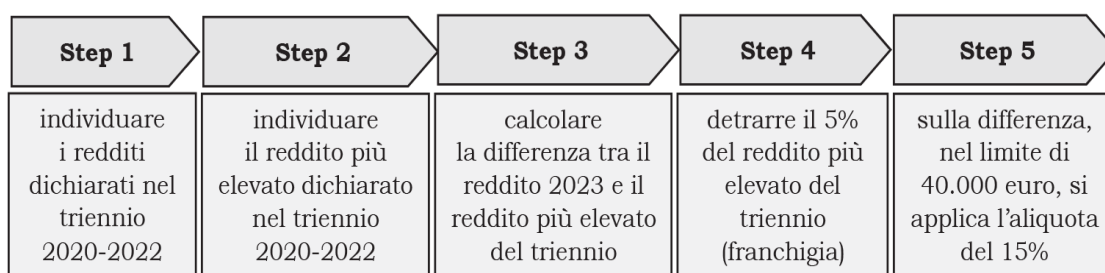 Step 1
individuare
i redditi
dichiarati nel
triennio
2020-2022
Step 2
individuare
il reddito più
elevato dichiarato
nel triennio
2020-2022
Step 3
calcolare
la differenza tra il
reddito 2023 e il
reddito più elevato
del triennio
Step 4
detrarre il 5%
del reddito più
elevato del
triennio
(franchigia)
Step 5
sulla differenza,
nel limite di
40.000 euro, si
applica l’aliquota
del 15%